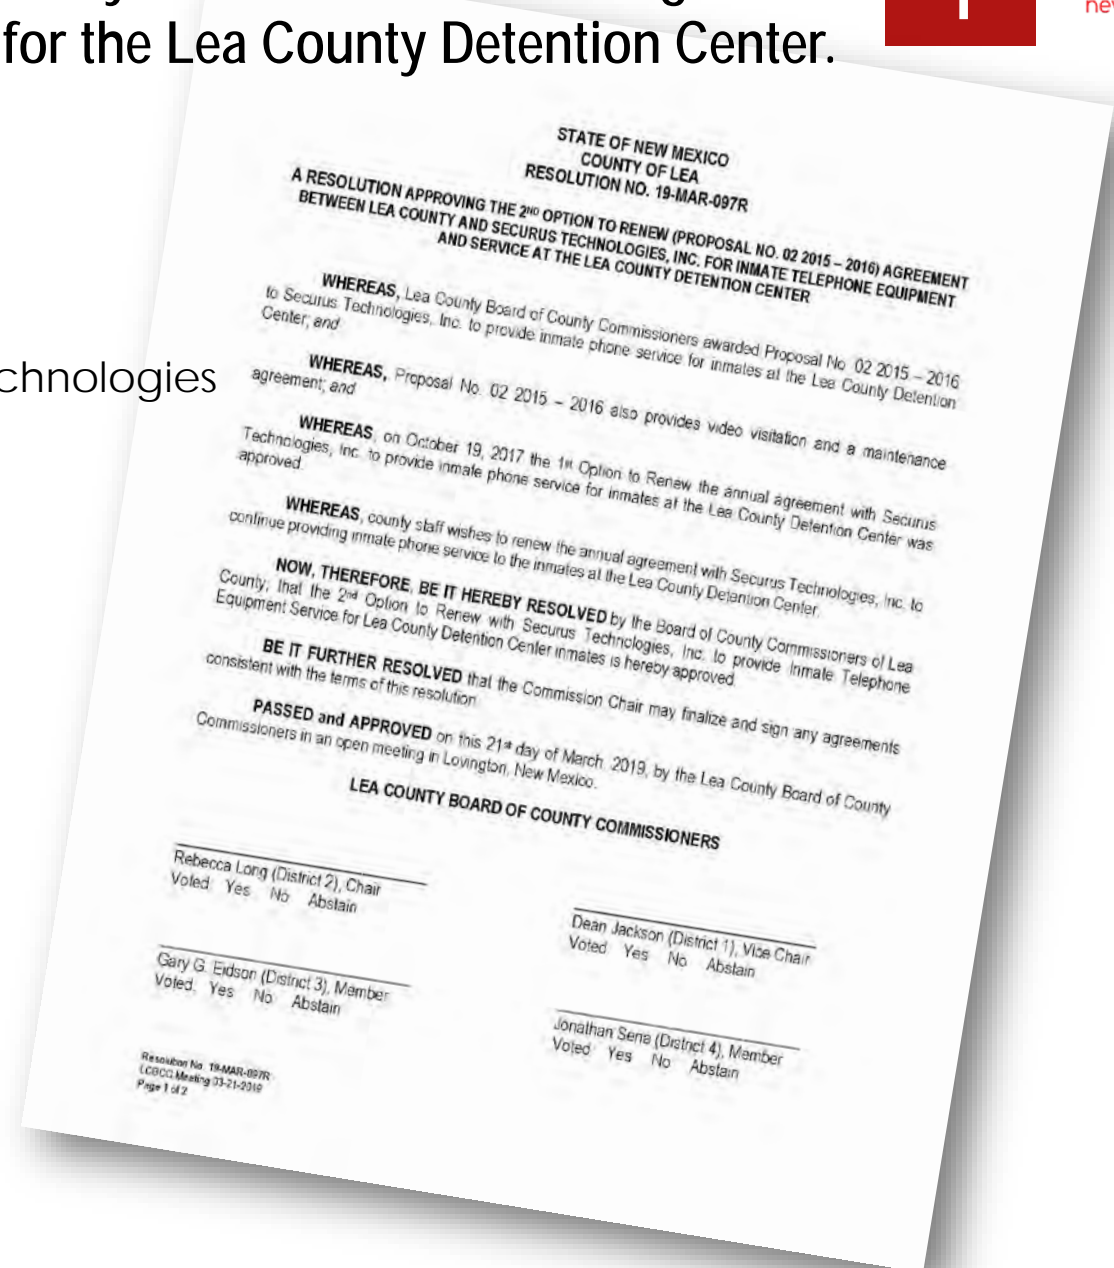 for the Lea County Detention Center.
nev
chnologies
STATE OF NEW MEXICO
COUNTY OF LEA
RESOLUTION NO. 19-MAR-097R
A RESOLUTION APPROVING THE 2ND OPTION TO RENEW (PROPOSAL NO. 02 2015 – 2016) AGREEMENT
BETWEEN LEA COUNTY AND SECURUS TECHNOLOGIES, INC. FOR INMATE TELEPHONE EQUIPMENT
AND SERVICE AT THE LEA COUNTY DETENTION CENTER
WHEREAS, Lea County Board of County Commissioners awarded Proposal No. 02 2015 – 2016
to Securus Technologies, Inc. to provide inmate phone service for inmates at the Lea County Detention
Center; and
WHEREAS, Proposal No. 02 2015 – 2016 also provides video visitation and a maintenance
agreement; and
WHEREAS, on October 19, 2017 the 1st Option to Renew the annual agreement with Securus
Technologies, Inc. to provide inmate phone service for inmates at the Lea County Detention Center was
approved.
WHEREAS, county staff wishes to renew the annual agreement with Securus Technologies, Inc. to
continue providing inmate phone service to the inmates at the Lea County Detention Center.
NOW, THEREFORE, BE IT HEREBY RESOLVED by the Board of County Commissioners of Lea
County, that the 2nd Option to Renew with Securus Technologies, Inc. to provide Inmate Telephone
Equipment Service for Lea County Detention Center inmates is hereby approved.
BE IT FURTHER RESOLVED that the Commission Chair may finalize and sign any agreements
consistent with the terms of this resolution.
PASSED and APPROVED on this 21st day of March, 2019, by the Lea County Board of County
Commissioners in an open meeting in Lovington, New Mexico.
LEA COUNTY BOARD OF COUNTY COMMISSIONERS
Rebecca Long (District 2), Chair
Voted: Yes No Abstain
Dean Jackson (District 1), Vice Chair
Voted: Yes No Abstain
Gary G. Eidson (District 3), Member
Voted: Yes No Abstain
Jonathan Sena (District 4), Member
Voted: Yes No Abstain
Resolution No. 19-MAR-097R
LCBCC Meeting 03-21-2019
Page 1 of 2